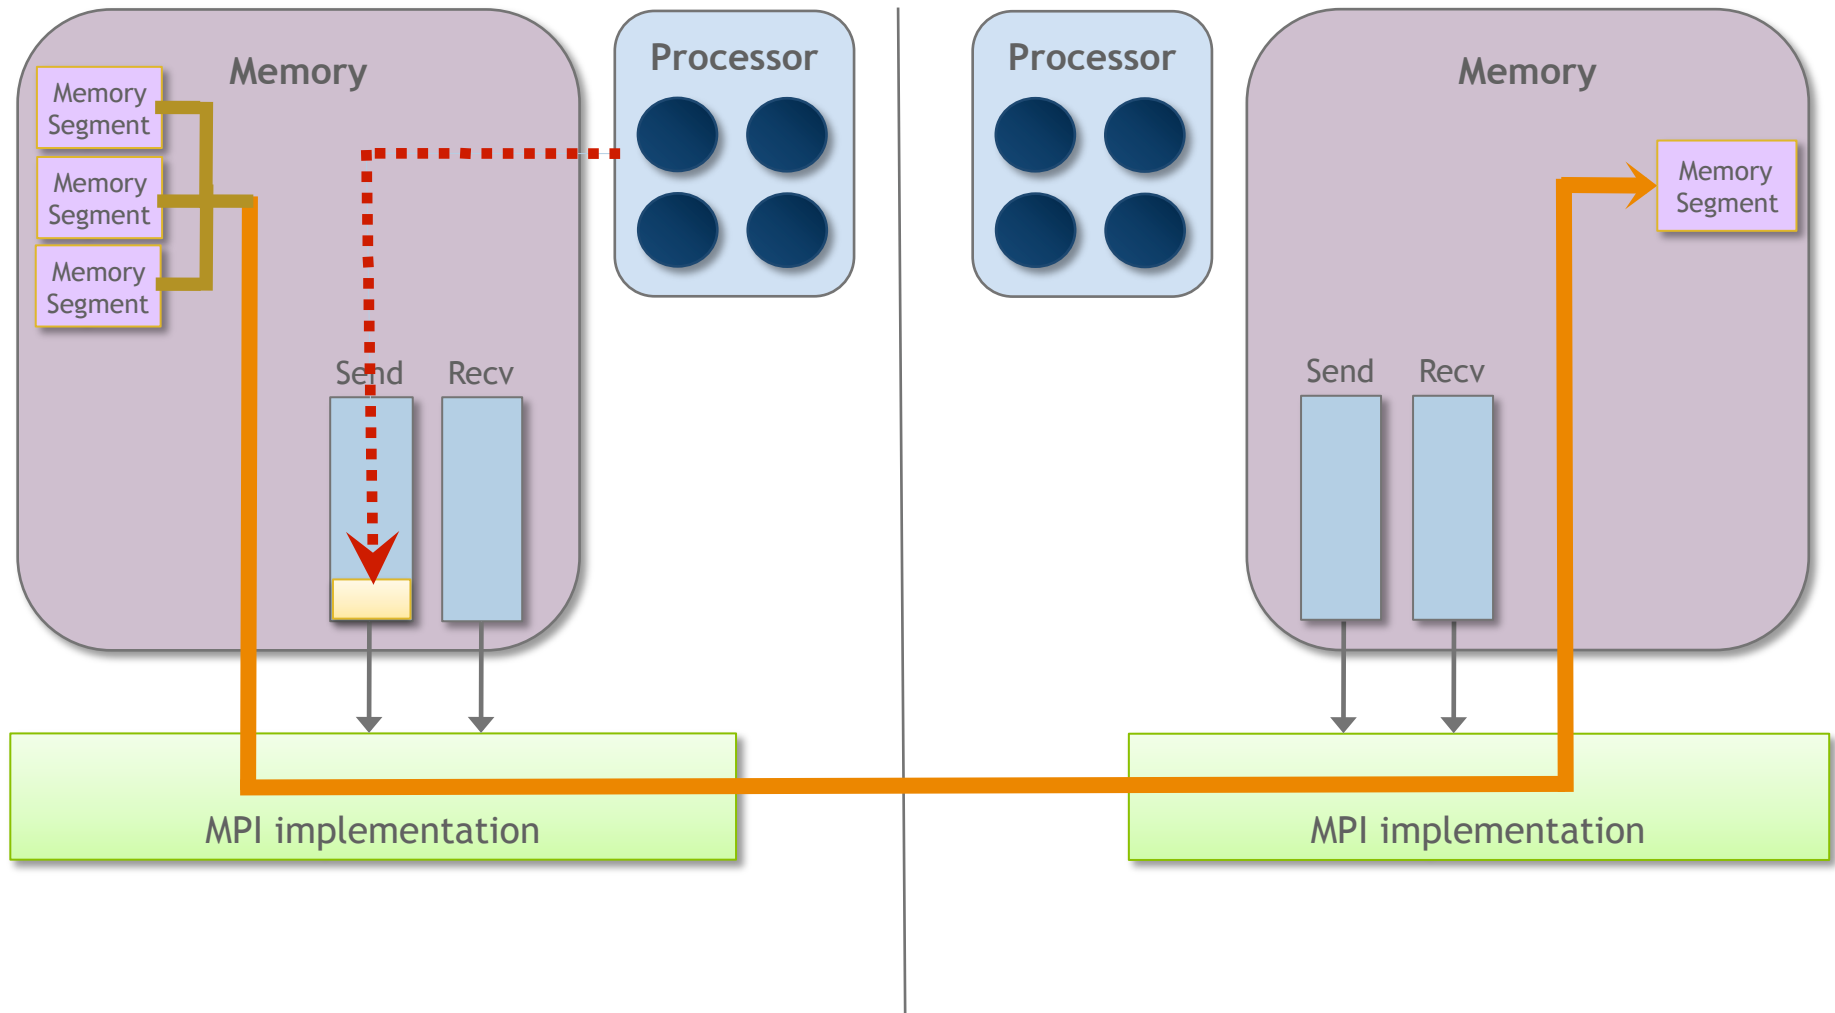 Memory
Memory
Segment
Memory
Segment
Memory
Segment
Send
Recv
Processor
MPI implementation
Processor
Memory
Memory
Segment
Send
Recv
MPI implementation